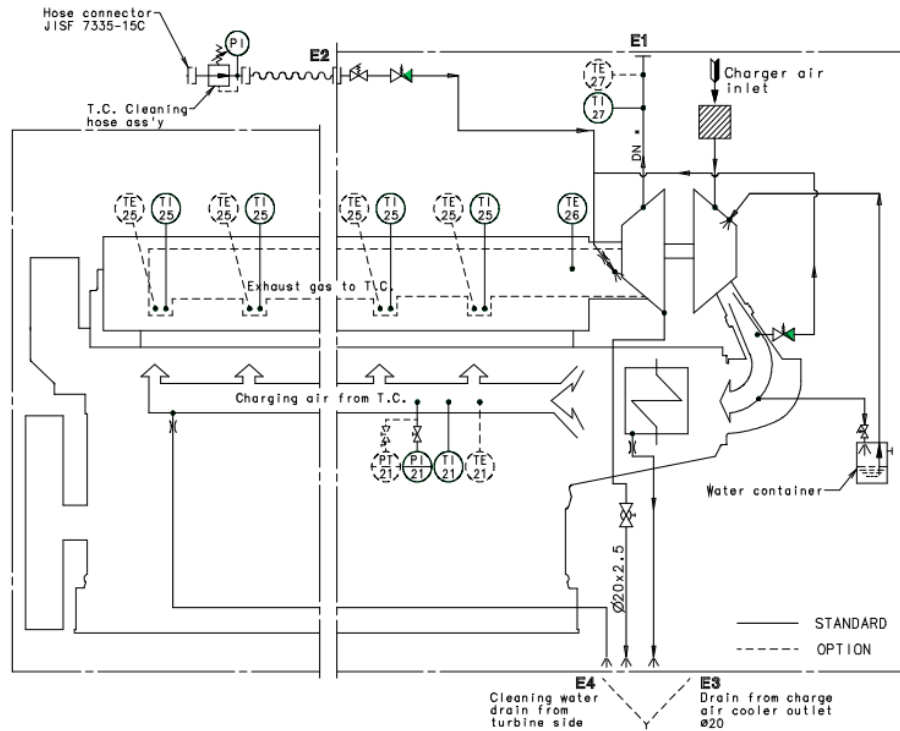 Hose connector
JISF 7335-15C
PI
E2
E1
T.C. Cleaning
hose ass'y
TE
27
TI
27
Charger air
inlet
DN *
TE
25
TI
25
TE
25
TI
25
TE
25
TI
25
TE
25
TI
25
TE
26
Exhaust gas to T.C.
Charging air from T.C.
PT
21
PI
21
TI
21
TE
21
Water container
Ø20x2.5
STANDARD
OPTION
E4
Cleaning water
drain from
turbine side
E3
Drain from charge
air cooler outlet
ø20